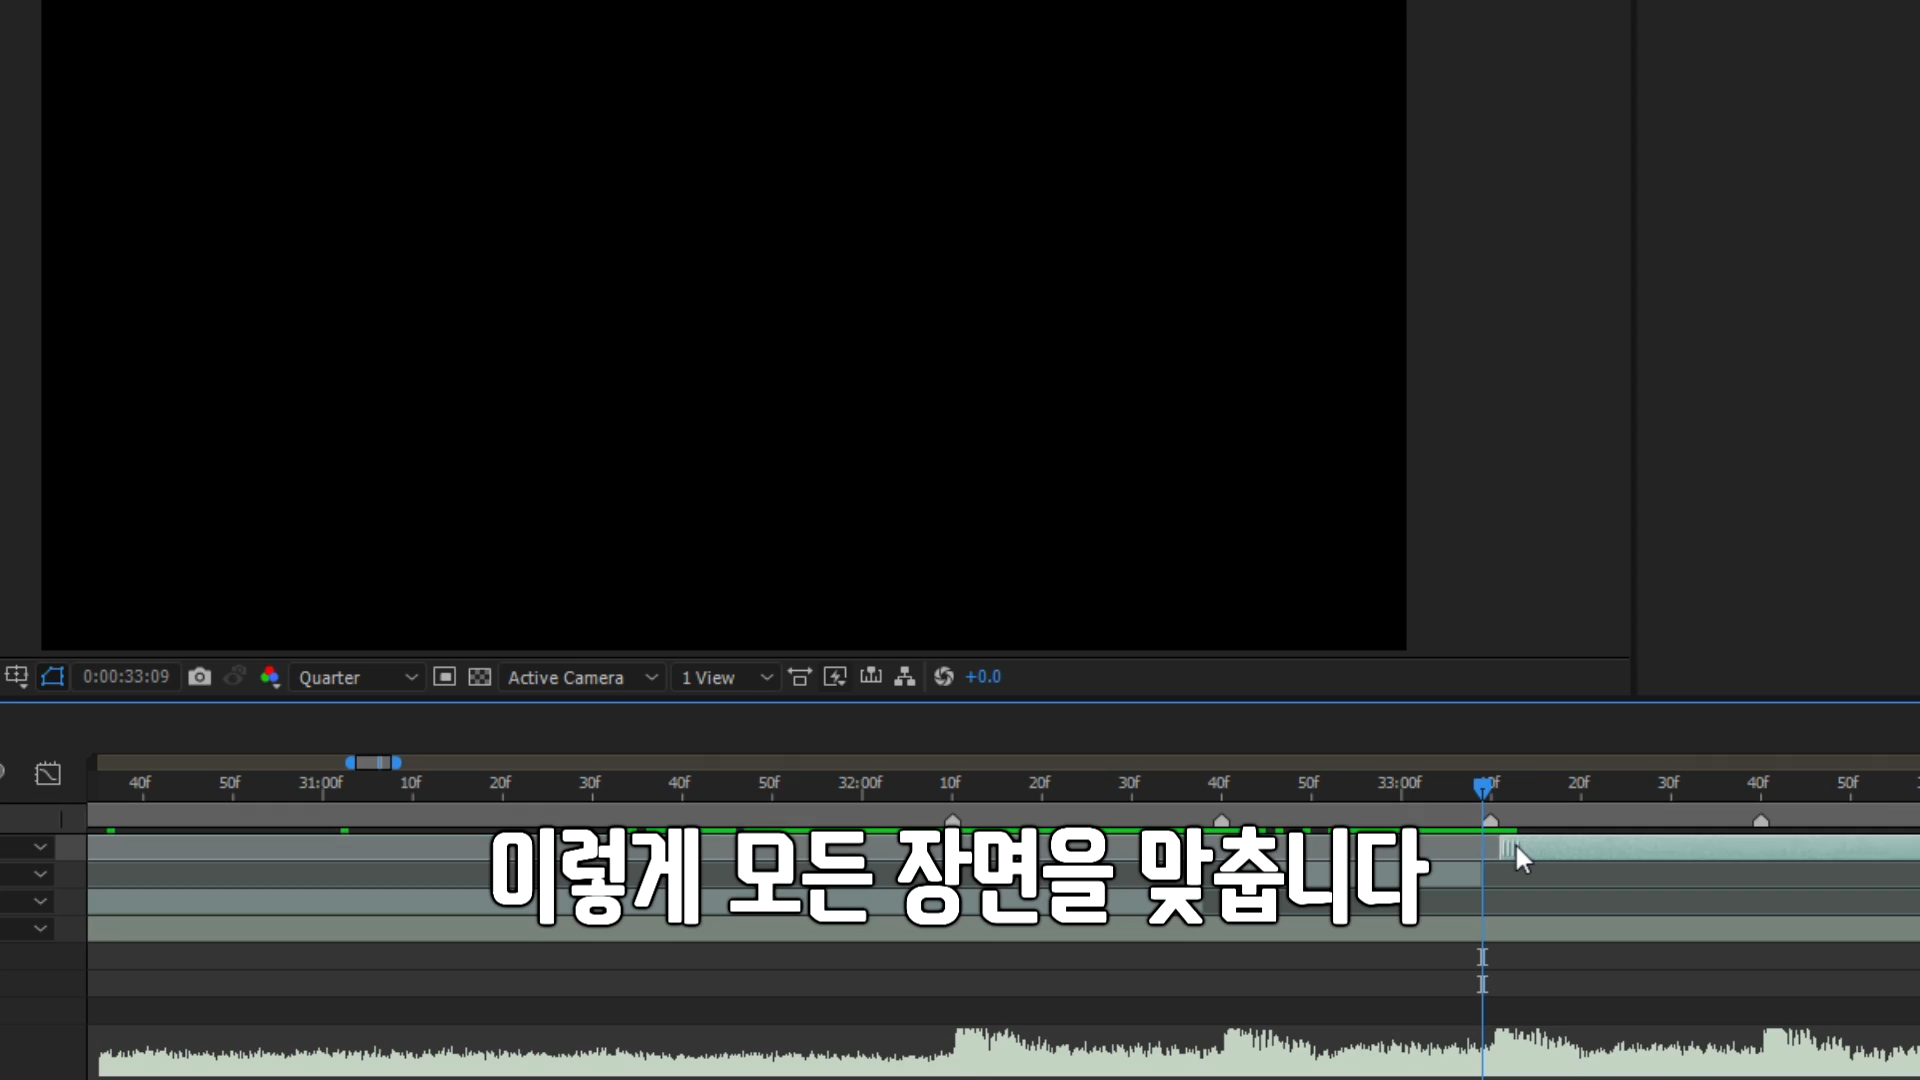 0:00:33:09 Quarter Active Camera 1 View +0.0
40f 50f 31:00f 10f 20f 30f 40f 50f 32:00f 10f 20f 30f 40f 50f 33:00f 20f 30f 40f 50f
이렇게 모든 장면을 맞춥니다